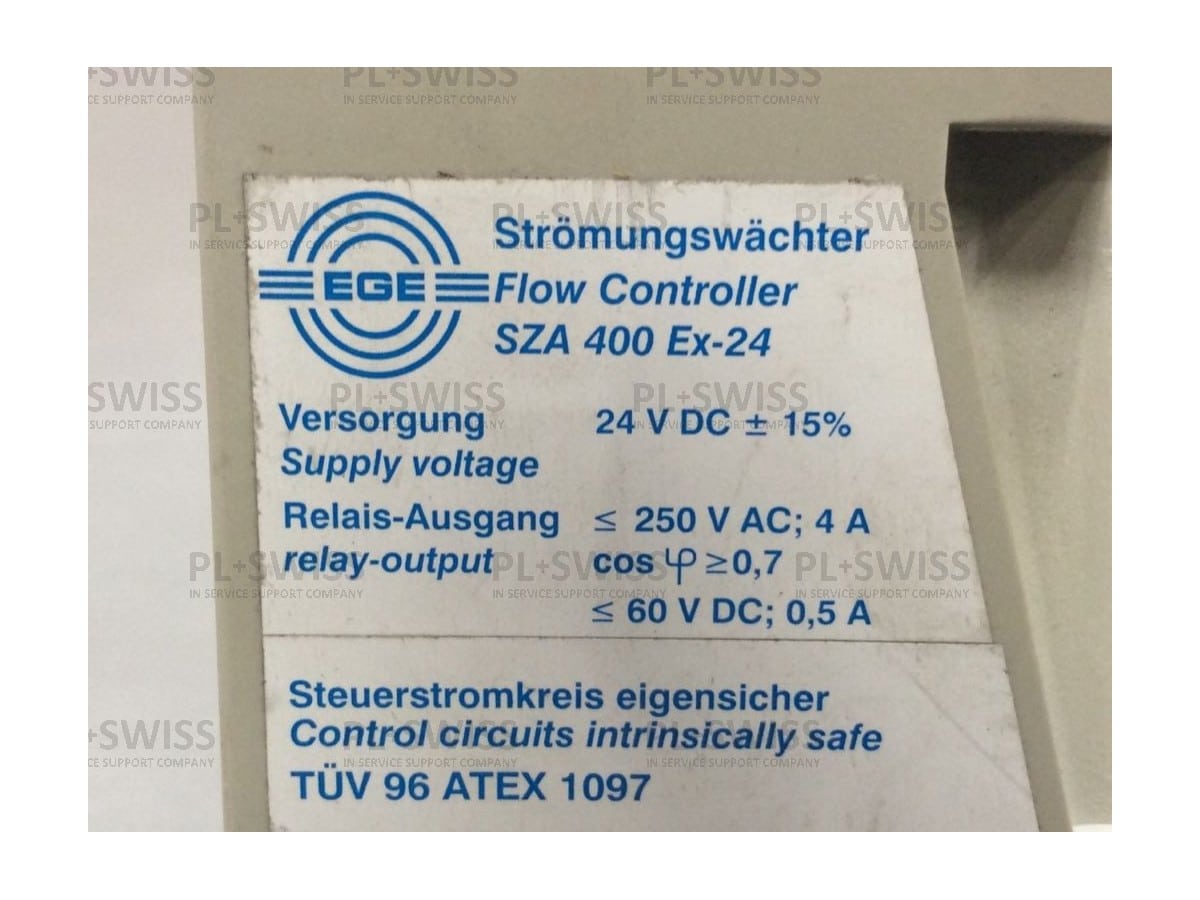 PL+SWISS
IN SERVICE SUPPORT COMPANY
EGE
Strömungswächter
Flow Controller
SZA 400 Ex-24
Versorgung 24 V DC ± 15%
Supply voltage
Relais-Ausgang ≤ 250 V AC; 4 A
relay-output cos φ ≥ 0,7
≤ 60 V DC; 0,5 A
Steuerstromkreis eigensicher
Control circuits intrinsically safe
TÜV 96 ATEX 1097